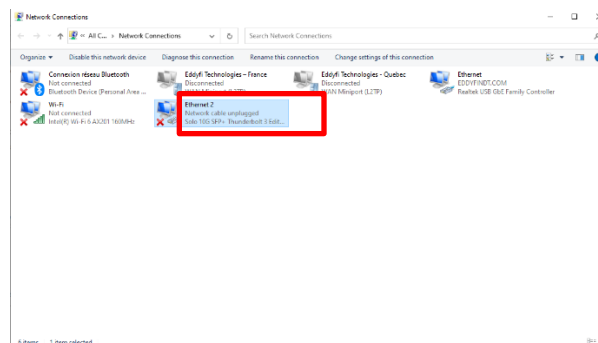 Network Connections
« All C... › Network Connections
Search Network Connections
Organize Disable this network device Diagnose this connection Rename this connection Change settings of this connection
Connexion réseau Bluetooth
Not connected
Bluetooth Device (Personal Area ...
Eddyfi Technologies - France
Disconnected
WAN Miniport (L2TP)
Eddyfi Technologies - Quebec
Disconnected
WAN Miniport (L2TP)
Ethernet
EDDYFINDT.COM
Realtek USB GbE Family Controller
Wi-Fi
Not connected
Intel(R) Wi-Fi 6 AX201 160MHz
Ethernet 2
Network cable unplugged
Solo 10G SFP+ Thunderbolt 3 Edit...
6 items 1 item selected